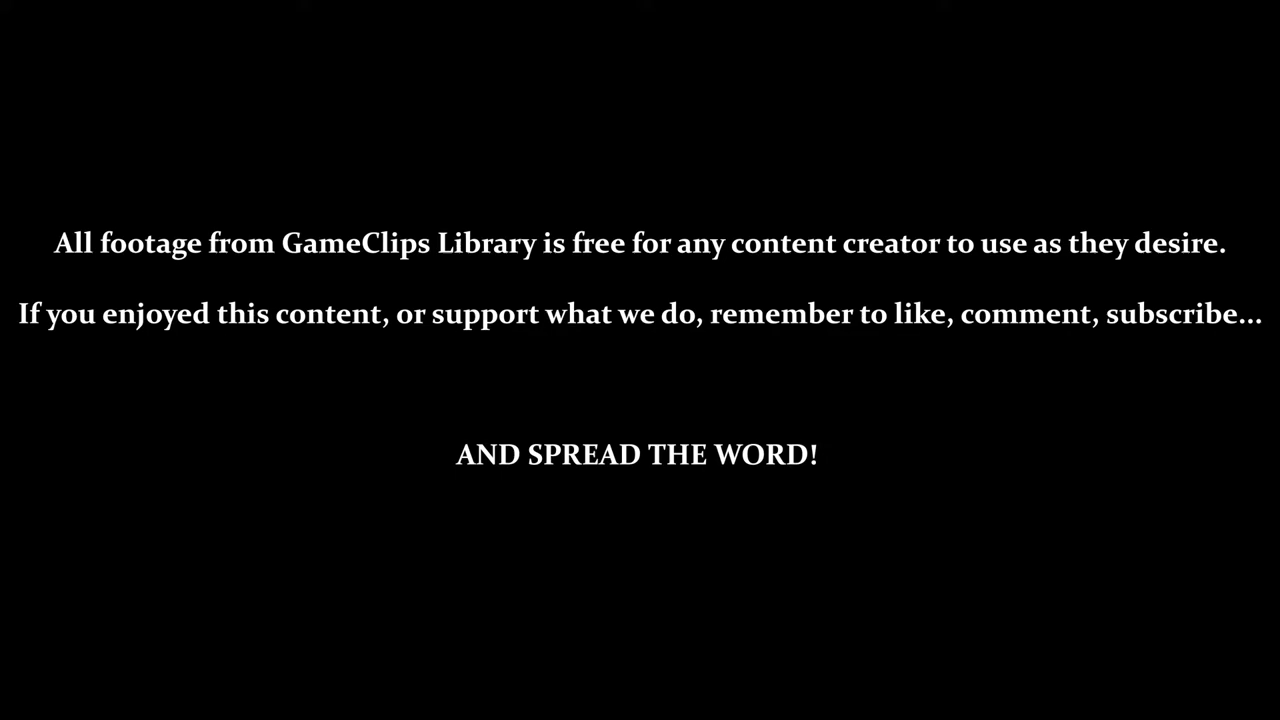 All footage from GameClips Library is free for any content creator to use as they desire.
If you enjoyed this content, or support what we do, remember to like, comment, subscribe...
AND SPREAD THE WORD!